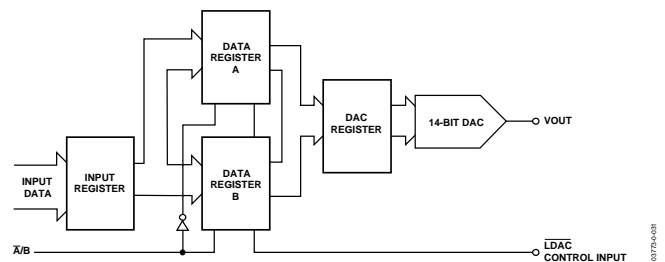 DATA
REGISTER
A
DATA
REGISTER
B
DAC
REGISTER
14-BIT DAC
VOUT
INPUT
DATA
INPUT
REGISTER
A̅/B
L̅D̅A̅C̅
CONTROL INPUT
03773-0-031